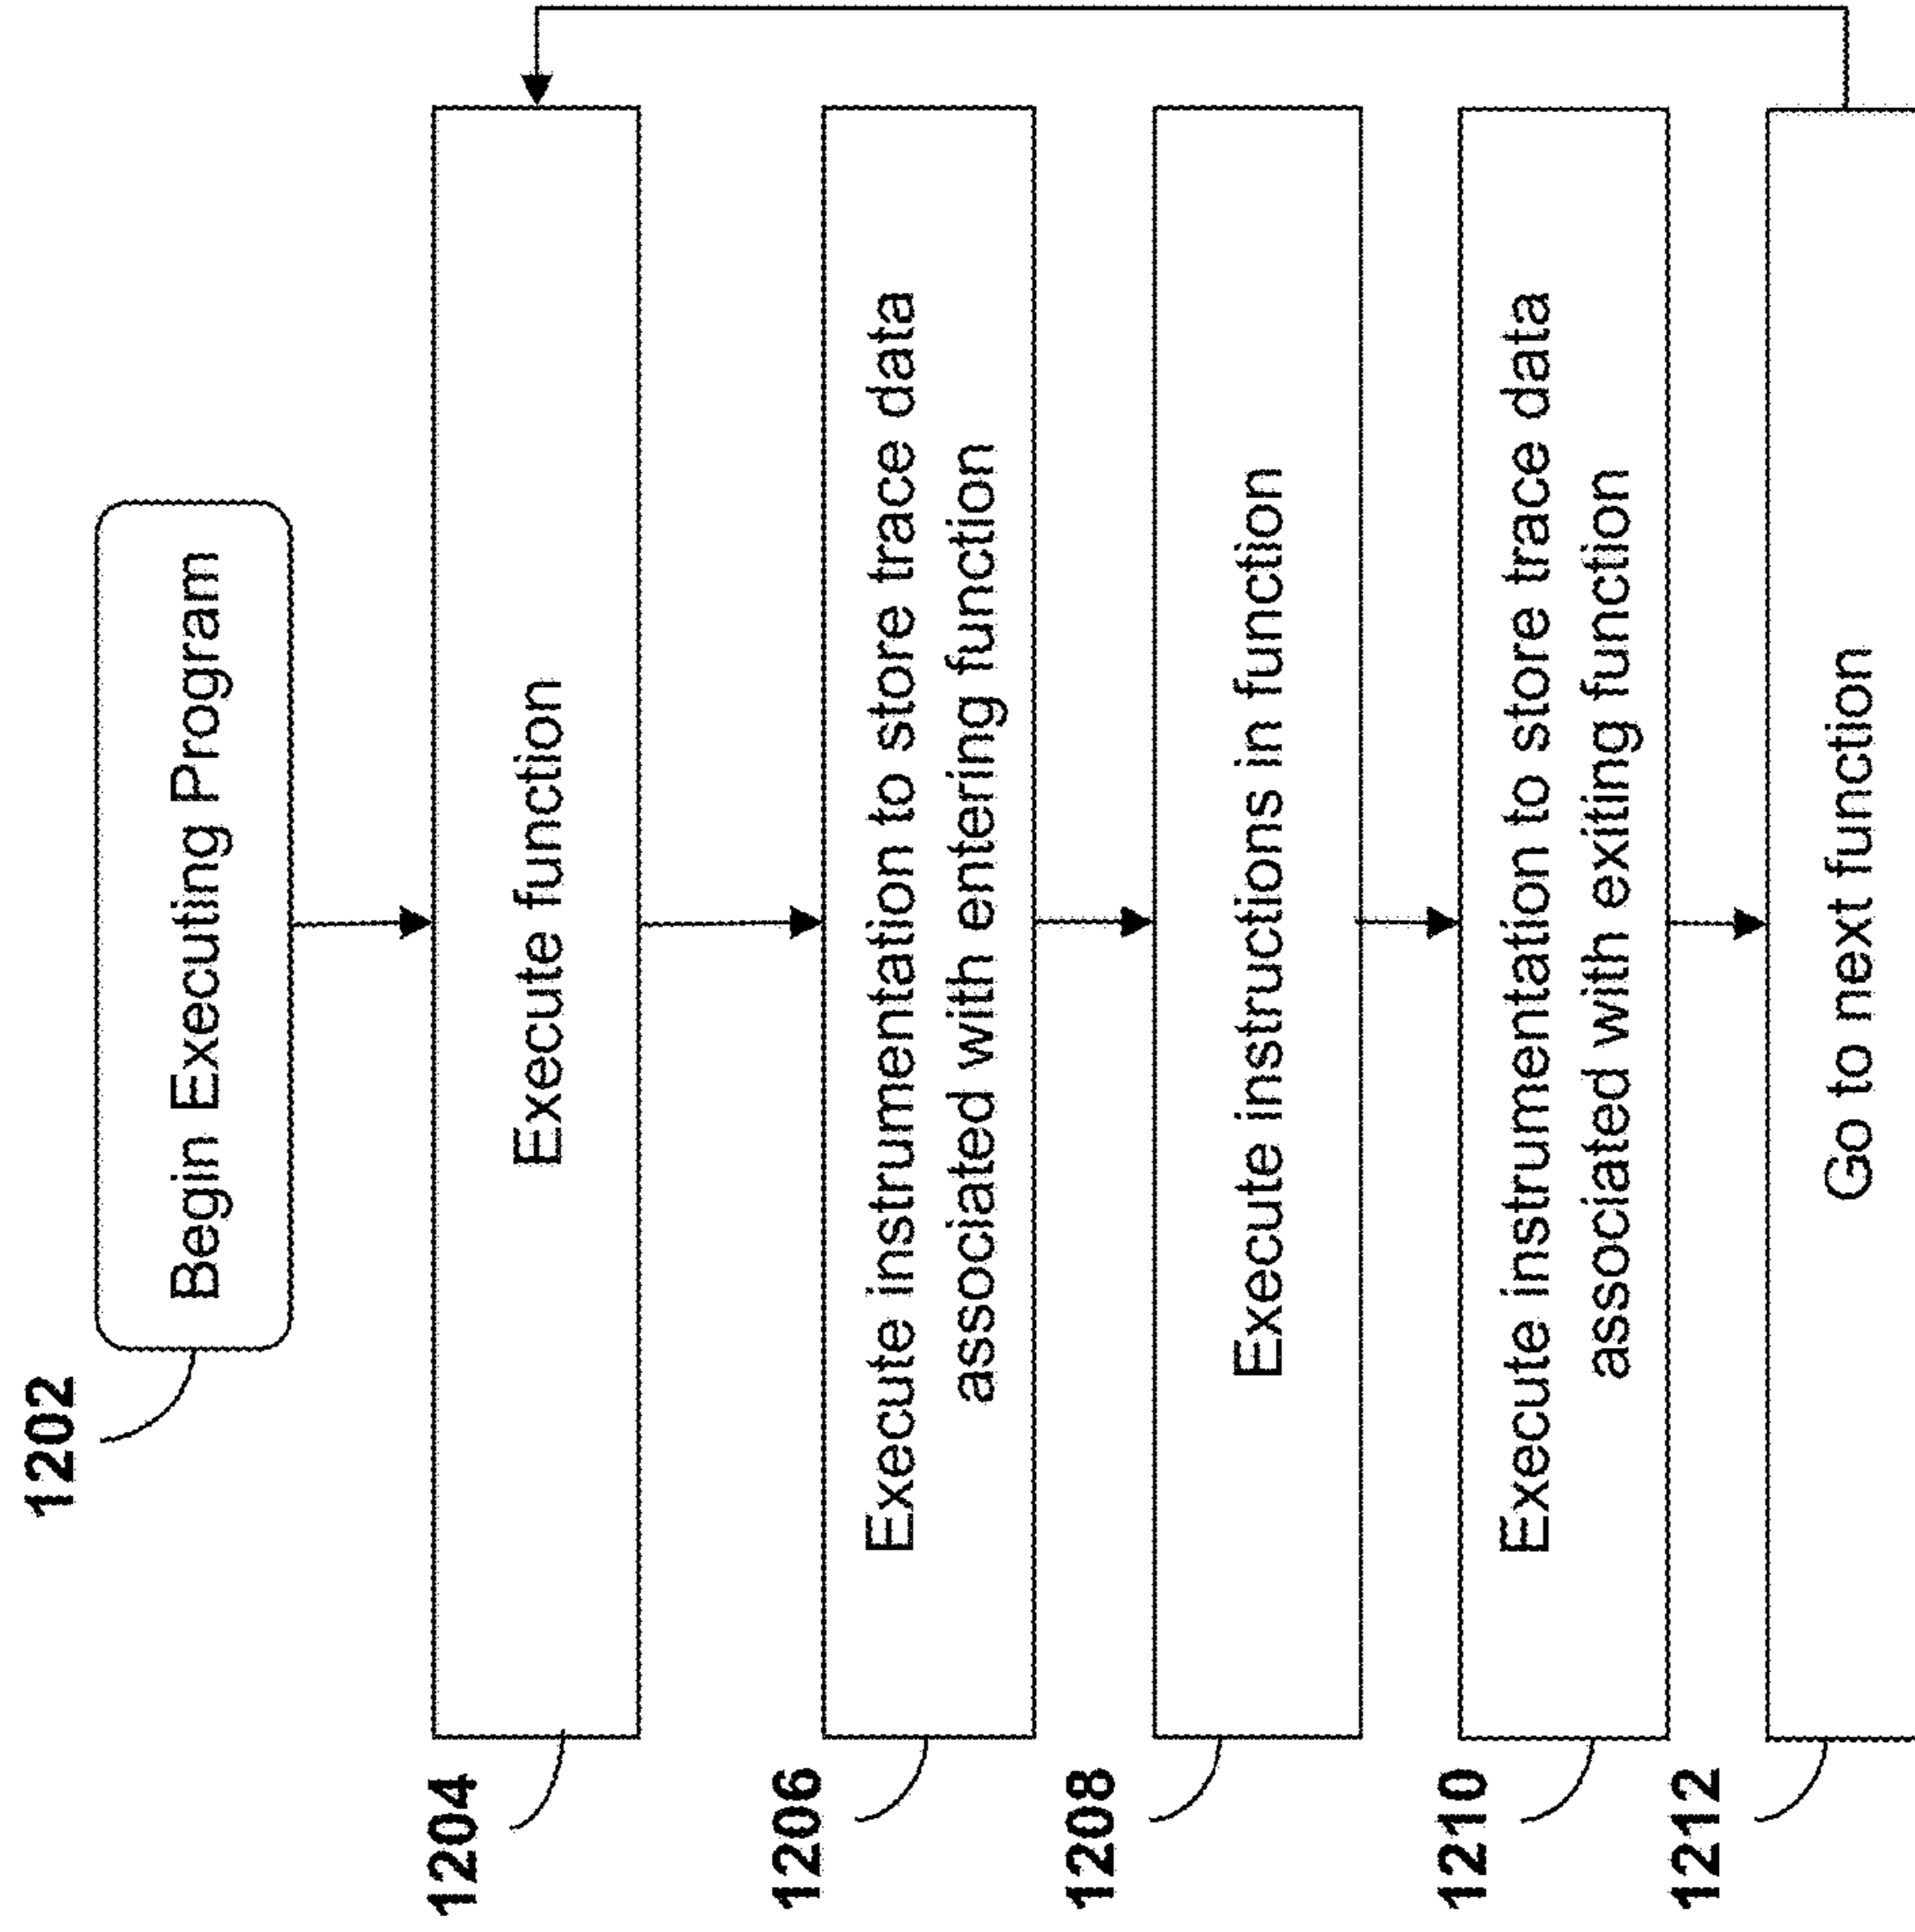 1202
Begin Executing Program
1204
Execute function
1206
Execute instrumentation to store trace data
associated with entering function
1208
Execute instructions in function
1210
Execute instrumentation to store trace data
associated with exiting function
1212
Go to next function